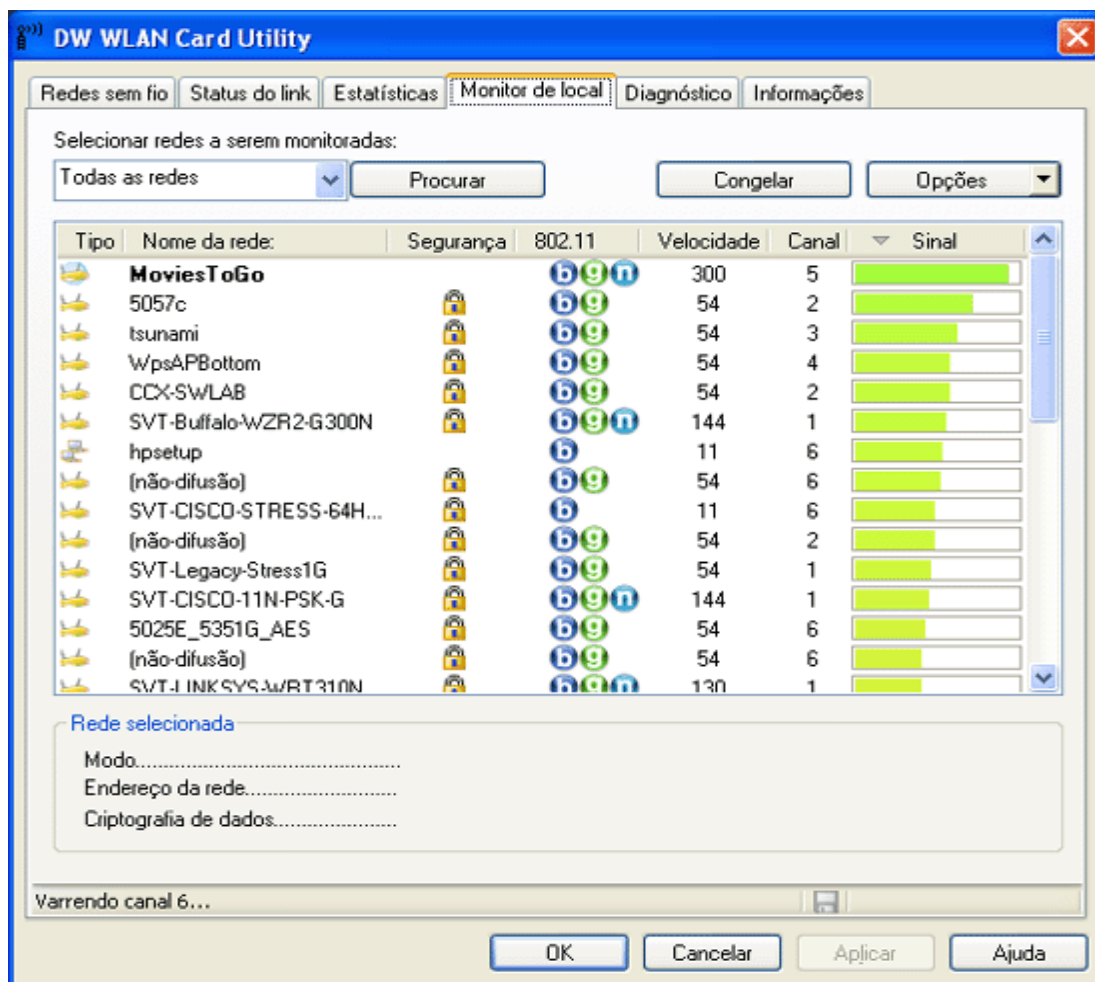 DW WLAN Card Utility
Redes sem fio Status do link Estatísticas Monitor de local Diagnóstico Informações
Selecionar redes a serem monitoradas:
Todas as redes Procurar Congelar Opções
Tipo Nome da rede: Segurança 802.11 Velocidade Canal Sinal
MoviesToGo b g n 300 5
5057c b g 54 2
tsunami b g 54 3
WpsAPBottom b g 54 4
CCX-SWLAB b g 54 2
SVT-Buffalo-WZR2-G300N b g n 144 1
hpsetup b 11 6
(não-difusão) b g 54 6
SVT-CISCO-STRESS-64H... b 11 6
(não-difusão) b g 54 2
SVT-Legacy-Stress1G b g 54 1
SVT-CISCO-11N-PSK-G b g n 144 1
5025E_5351G_AES b g 54 6
(não-difusão) b g 54 6
SVT-LINKSYS-WRT310N b g n 130 1
Rede selecionada
Modo................................................
Endereço da rede...........................
Criptografia de dados......................
Varrendo canal 6...
OK Cancelar Aplicar Ajuda